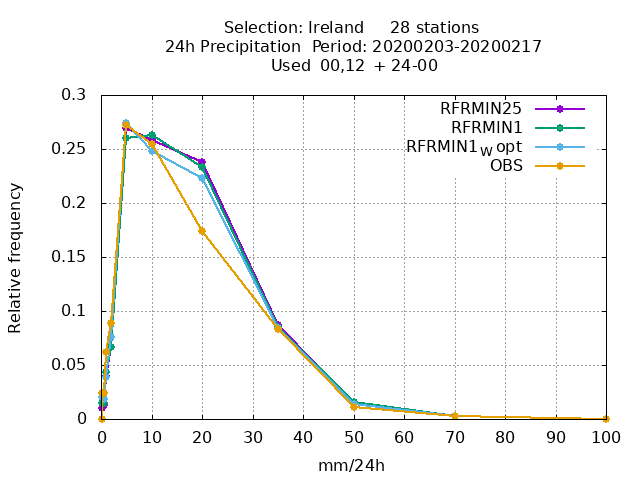 Selection: Ireland 28 stations
24h Precipitation Period: 20200203-20200217
Used 00,12 + 24-00
RFRMIN25
RFRMIN1
RFRMIN1W opt
OBS
Relative frequency
0.3
0.25
0.2
0.15
0.1
0.05
0
0 10 20 30 40 50 60 70 80 90 100
mm/24h